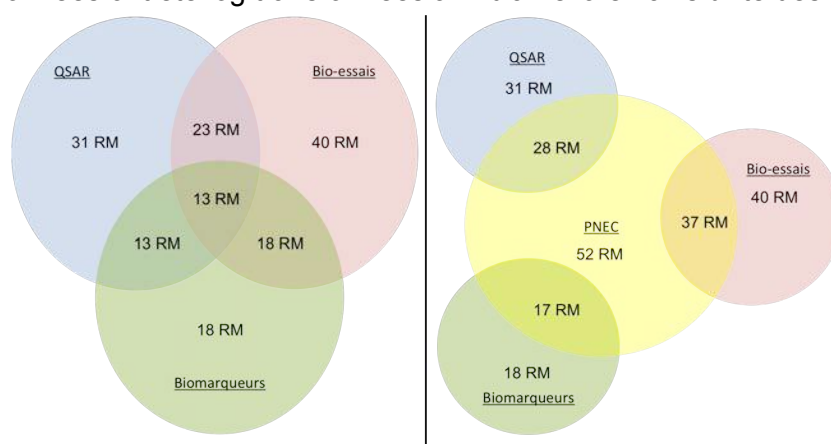 QSAR
Bio-essais
31 RM
23 RM
40 RM
13 RM
13 RM
18 RM
18 RM
Biomarqueurs
QSAR
31 RM
28 RM
Bio-essais
40 RM
37 RM
PNEC
52 RM
17 RM
18 RM
Biomarqueurs